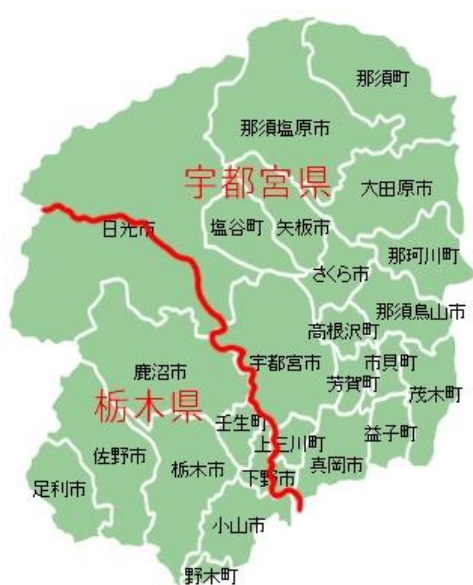 那須町
那須塩原市
宇都宮県
大田原市
日光市
塩谷町
矢板市
那珂川町
さくら市
那須烏山市
高根沢町
鹿沼市
宇都宮市
市貝町
芳賀町
茂木町
栃木県
壬生町
上三川町
益子町
佐野市
栃木市
真岡市
下野市
足利市
小山市
野木町